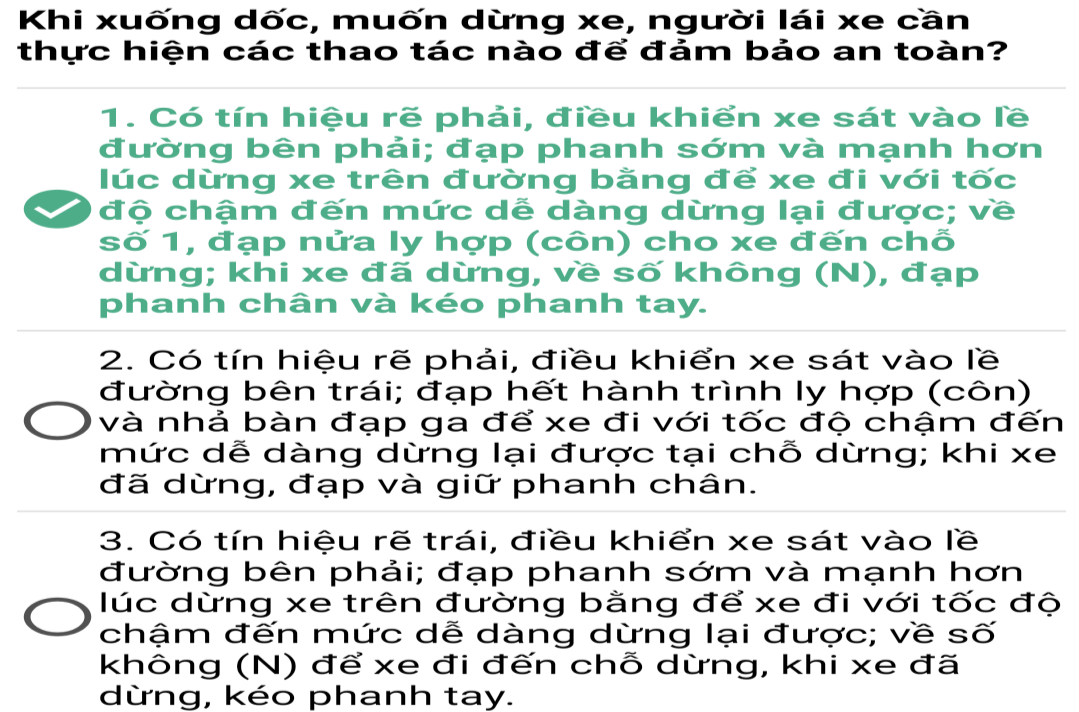 Khi xuống dốc, muốn dừng xe, người lái xe cần
thực hiện các thao tác nào để đảm bảo an toàn?
1. Có tín hiệu rẽ phải, điều khiển xe sát vào lề
đường bên phải; đạp phanh sớm và mạnh hơn
lúc dừng xe trên đường bằng để xe đi với tốc
độ chậm đến mức dễ dàng dừng lại được; về
số 1, đạp nửa ly hợp (côn) cho xe đến chỗ
dừng; khi xe đã dừng, về số không (N), đạp
phanh chân và kéo phanh tay.
2. Có tín hiệu rẽ phải, điều khiển xe sát vào lề
đường bên trái; đạp hết hành trình ly hợp (côn)
và nhả bàn đạp ga để xe đi với tốc độ chậm đến
mức dễ dàng dừng lại được tại chỗ dừng; khi xe
đã dừng, đạp và giữ phanh chân.
3. Có tín hiệu rẽ trái, điều khiển xe sát vào lề
đường bên phải; đạp phanh sớm và mạnh hơn
lúc dừng xe trên đường bằng để xe đi với tốc độ
chậm đến mức dễ dàng dừng lại được; về số
không (N) để xe đi đến chỗ dừng, khi xe đã
dừng, kéo phanh tay.